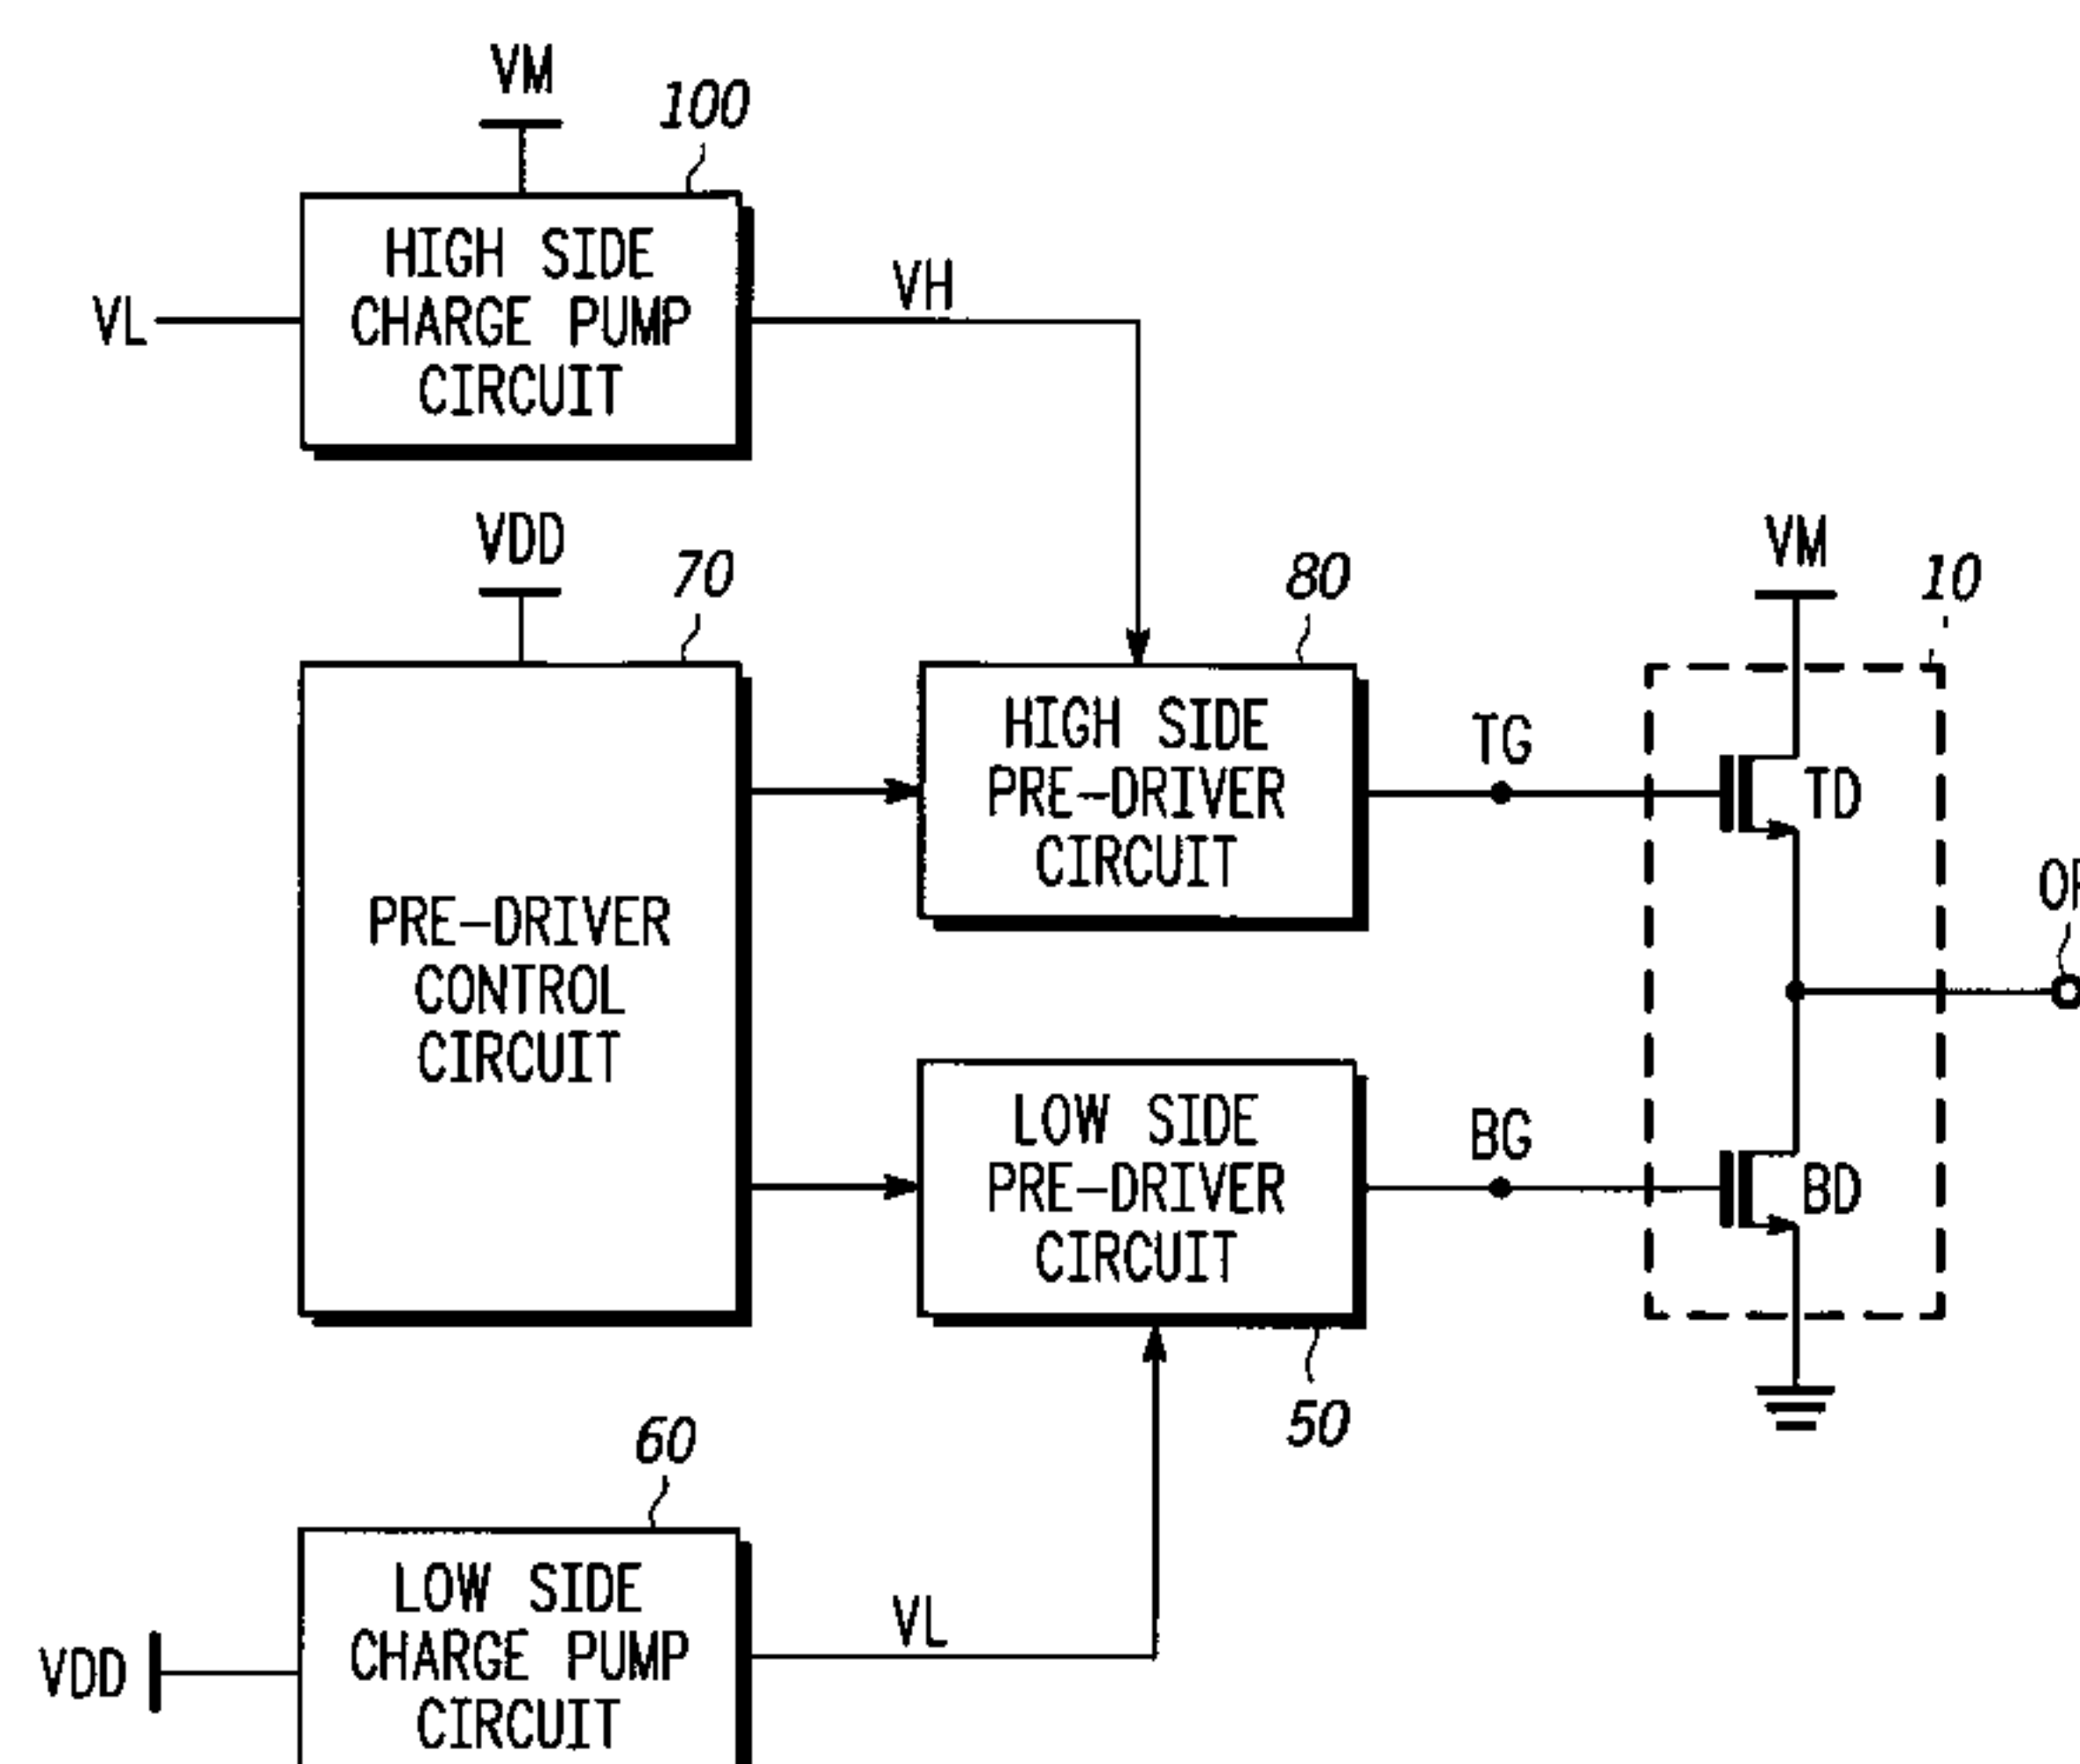 VM
100
HIGH SIDE
CHARGE PUMP
CIRCUIT
VL
VH
VDD
70
PRE-DRIVER
CONTROL
CIRCUIT
80
HIGH SIDE
PRE-DRIVER
CIRCUIT
TG
VM
10
TD
LOW SIDE
PRE-DRIVER
CIRCUIT
50
BG
BD
60
LOW SIDE
CHARGE PUMP
CIRCUIT
VDD
VL